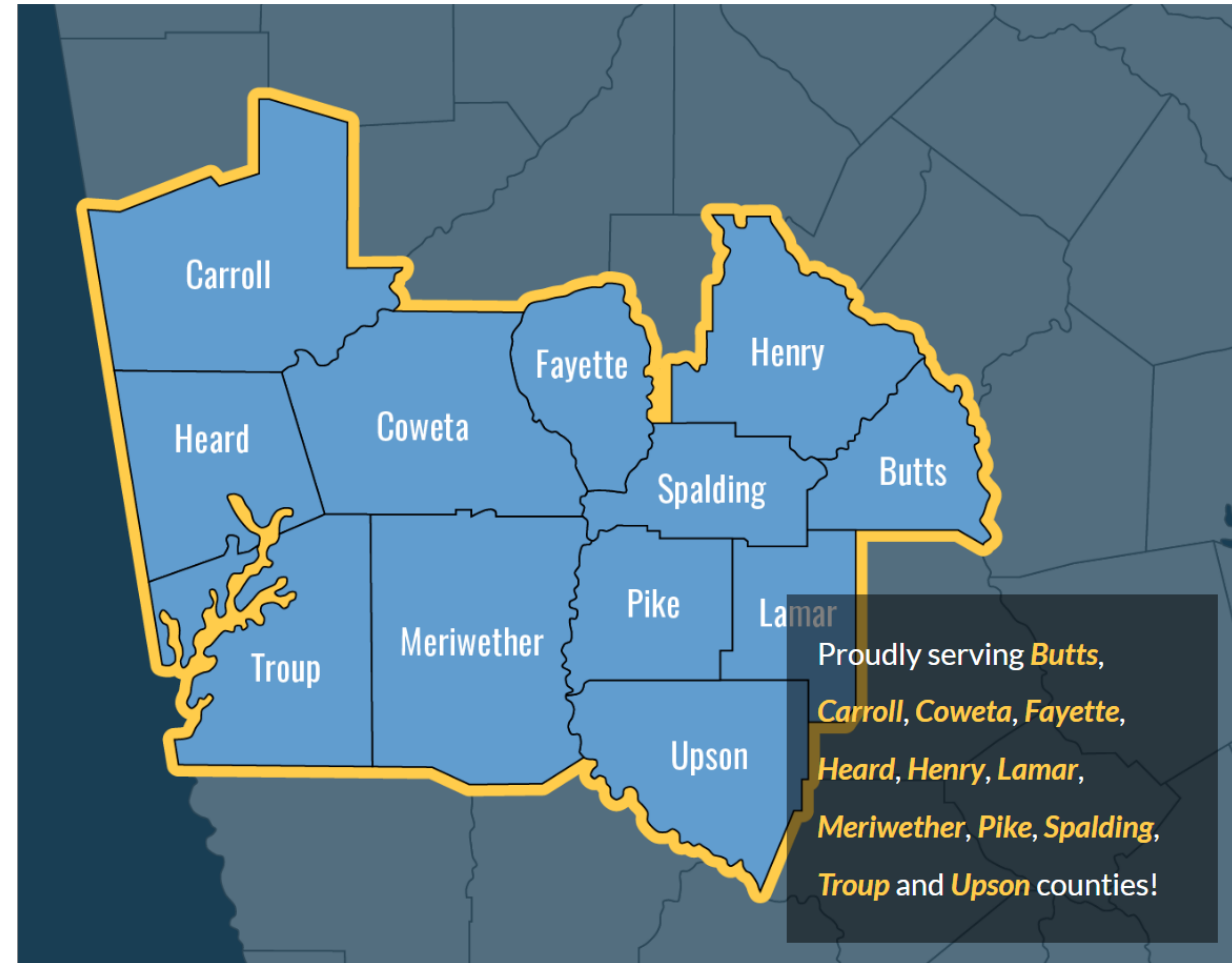 Carroll
Henry
Fayette
Coweta
Heard
Butts
Spalding
Pike
Lamar
Meriwether
Troup
Upson
Proudly serving Butts,
Carroll, Coweta, Fayette,
Heard, Henry, Lamar,
Meriwether, Pike, Spalding,
Troup and Upson counties!